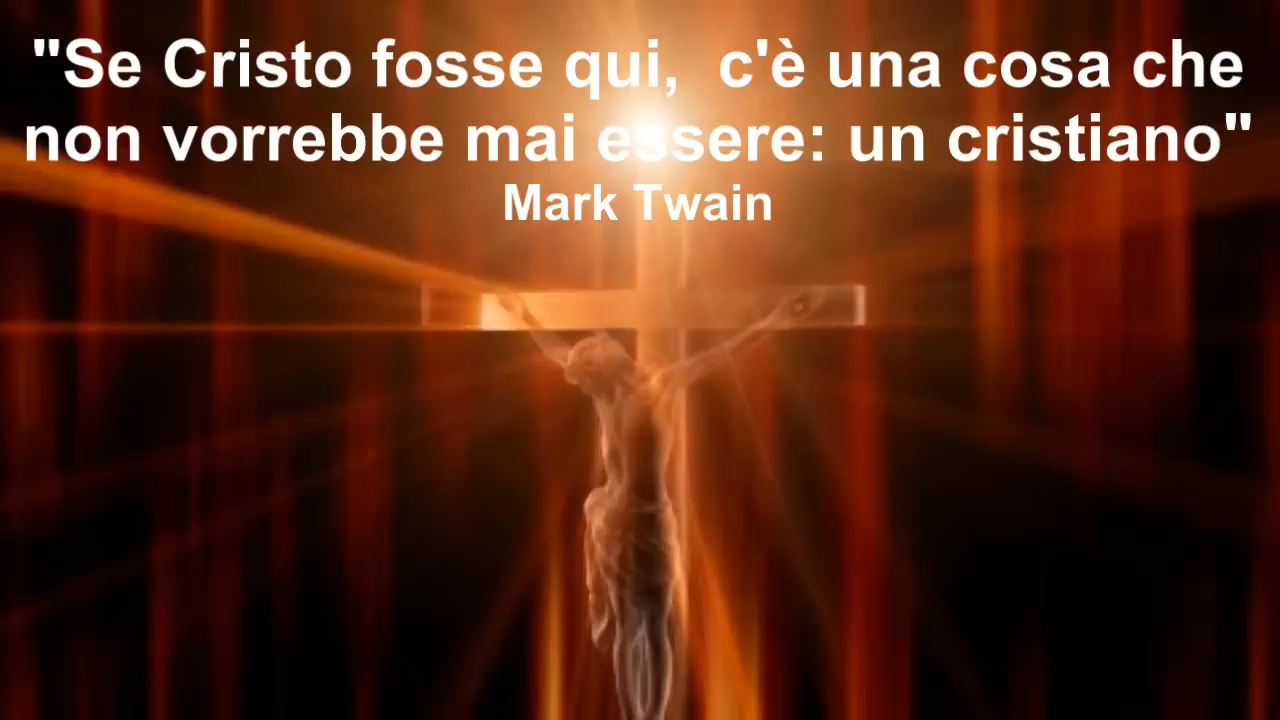 "Se Cristo fosse qui,  c'è una cosa che
non vorrebbe mai essere: un cristiano"
Mark Twain